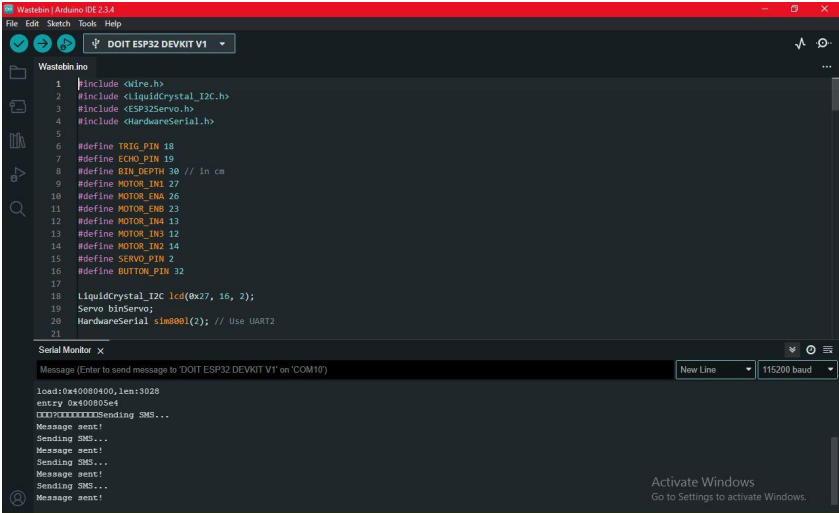 Wastebin | Arduino IDE 2.3.4
File Edit Sketch Tools Help
DOIT ESP32 DEVKIT V1
Wastebin.ino
1 #include <Wire.h>
2 #include <LiquidCrystal_I2C.h>
3 #include <ESP32Servo.h>
4 #include <HardwareSerial.h>
5
6 #define TRIG_PIN 18
7 #define ECHO_PIN 19
8 #define BIN_DEPTH 30 // in cm
9 #define MOTOR_IN1 27
10 #define MOTOR_ENA 26
11 #define MOTOR_ENB 23
12 #define MOTOR_IN4 13
13 #define MOTOR_IN3 12
14 #define MOTOR_IN2 14
15 #define SERVO_PIN 2
16 #define BUTTON_PIN 32
17
18 LiquidCrystal_I2C lcd(0x27, 16, 2);
19 Servo binServo;
20 HardwareSerial sim800l(2); // Use UART2
21
Serial Monitor x
Message (Enter to send message to 'DOIT ESP32 DEVKIT V1' on 'COM10')
New Line
115200 baud
load:0x40080400,len:3028
entry 0x400805e4
□□□?□□□□□□□□Sending SMS...
Message sent!
Sending SMS...
Message sent!
Sending SMS...
Message sent!
Sending SMS...
Message sent!
Activate Windows
Go to Settings to activate Windows.